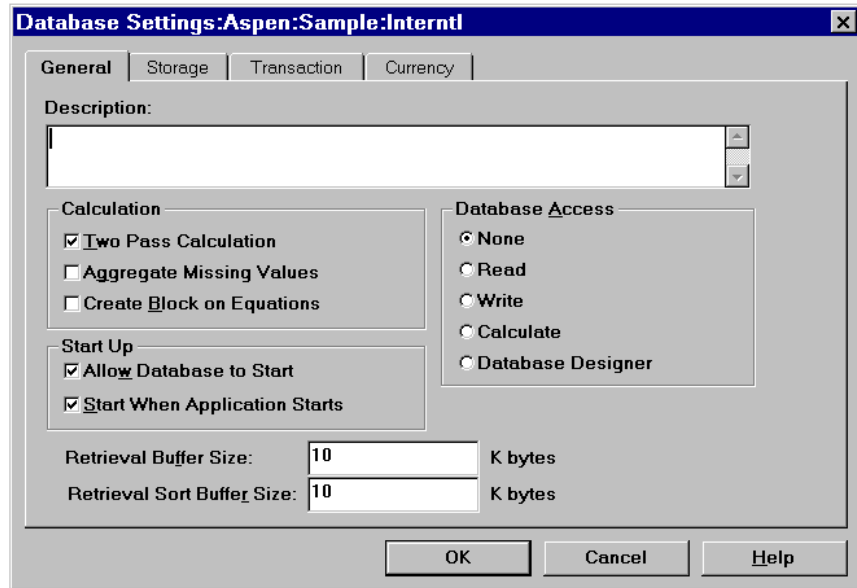 Database Settings:Aspen:Sample:Interntl
General Storage Transaction Currency
Description:
Calculation
Two Pass Calculation
Aggregate Missing Values
Create Block on Equations
Database Access
None
Read
Write
Calculate
Database Designer
Start Up
Allow Database to Start
Start When Application Starts
Retrieval Buffer Size: 10 K bytes
Retrieval Sort Buffer Size: 10 K bytes
OK Cancel Help